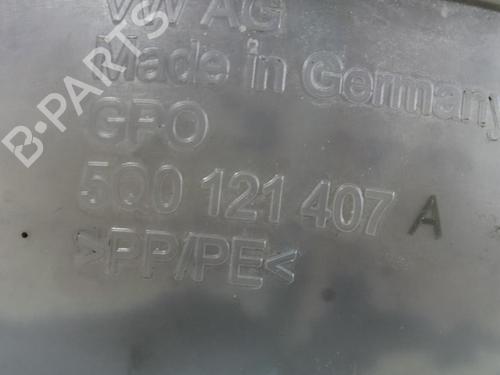 VW AG
Made in Germany
GPO
5Q0 121 407 A
>PP/PE<
B-PARTS